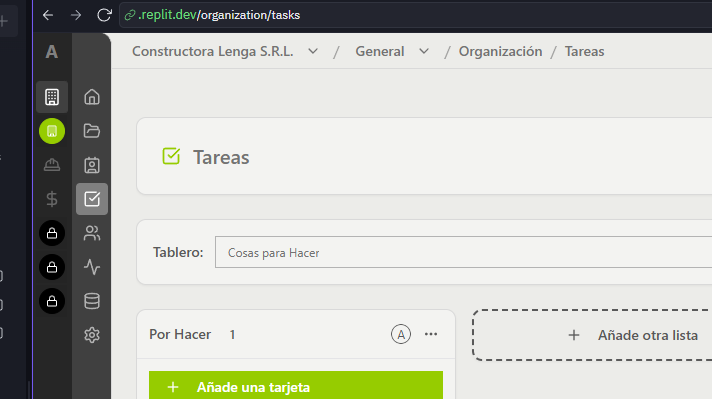 .replit.dev/organization/tasks
A
Constructora Lenga S.R.L. / General / Organización / Tareas
Tareas
Tablero: Cosas para Hacer
Por Hacer 1 A ...
+ Añade otra lista
+ Añade una tarjeta